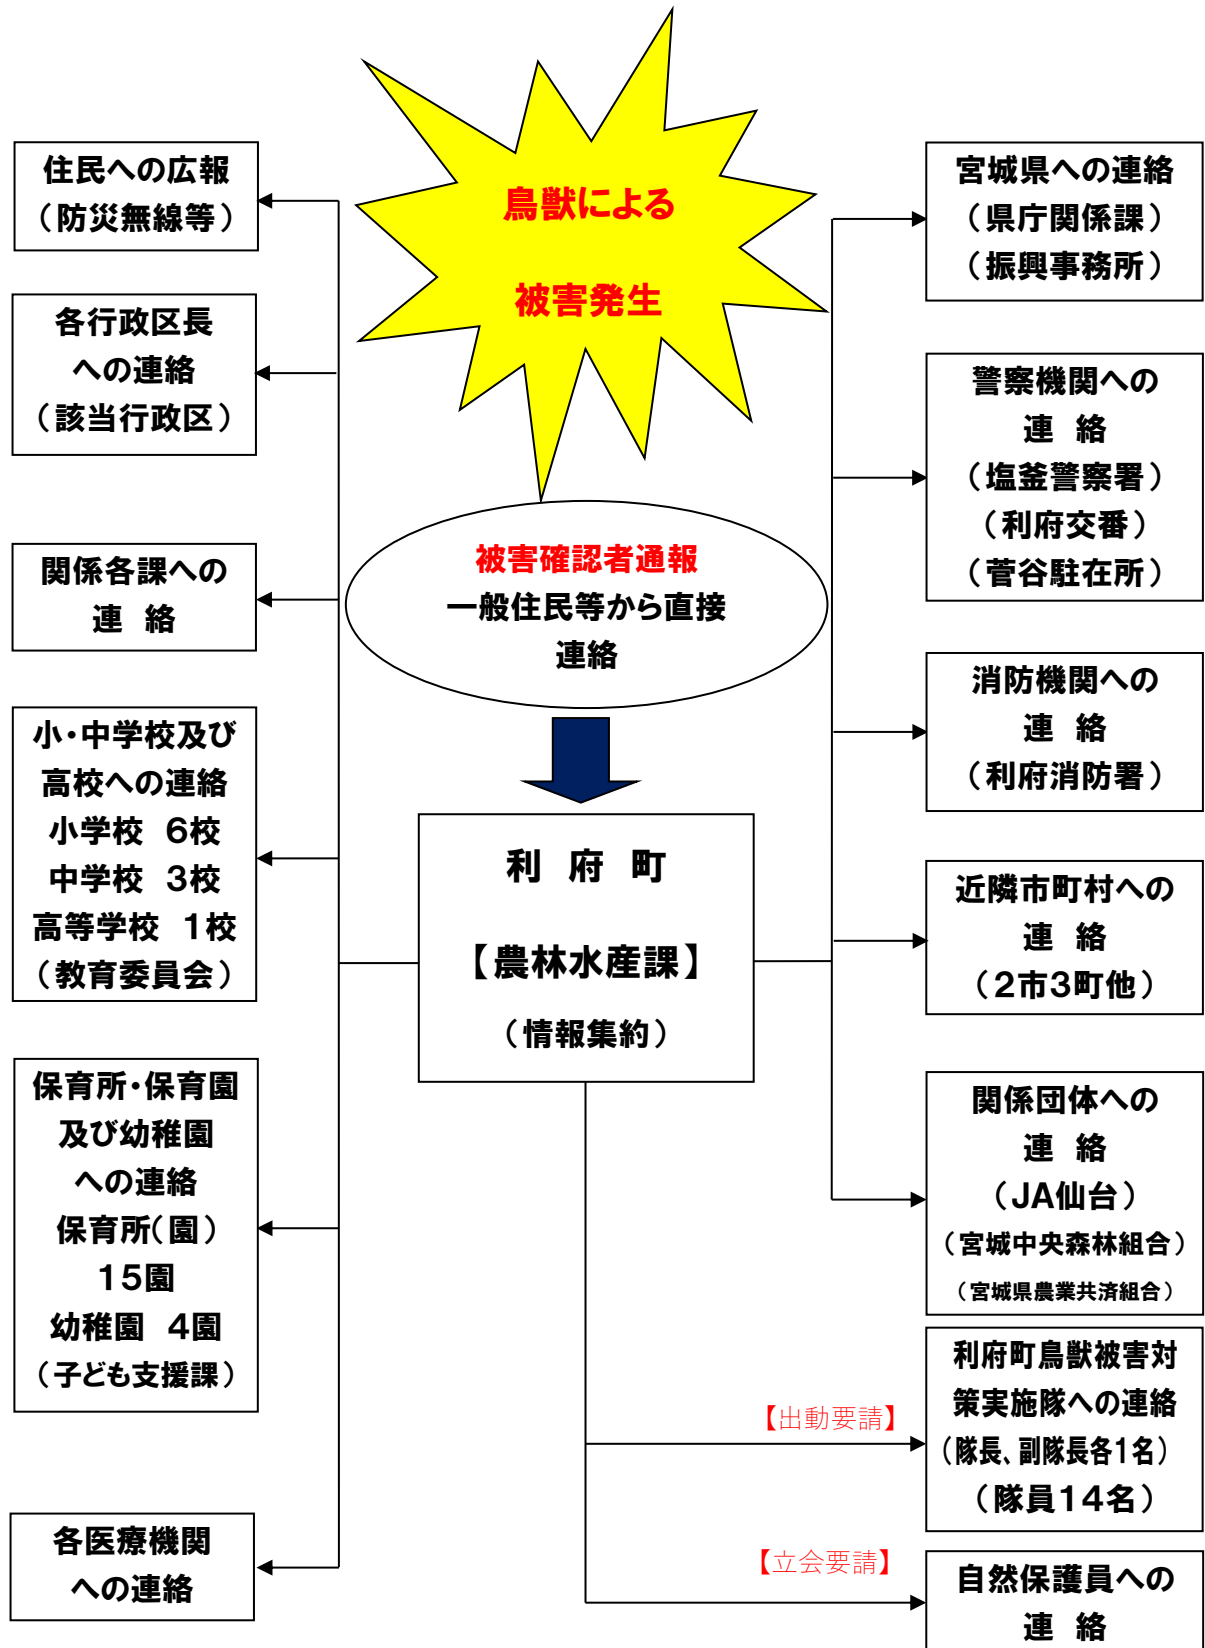 鳥獣による
被害発生
被害確認者通報
一般住民等から直接
連絡
利 府 町
【農林水産課】
（情報集約）
住民への広報
（防災無線等）
各行政区長
への連絡
（該当行政区）
関係各課への
連 絡
小・中学校及び
高校への連絡
小学校 6校
中学校 3校
高等学校 1校
（教育委員会）
保育所・保育園
及び幼稚園
への連絡
保育所（園）
15園
幼稚園 4園
（子ども支援課）
各医療機関
への連絡
宮城県への連絡
（県庁関係課）
（振興事務所）
警察機関への
連 絡
（塩釜警察署）
（利府交番）
（菅谷駐在所）
消防機関への
連 絡
（利府消防署）
近隣市町村への
連 絡
（2市3町他）
関係団体への
連 絡
（JA仙台）
（宮城中央森林組合）
（宮城県農業共済組合）
【出動要請】
利府町鳥獣被害対
策実施隊への連絡
（隊長、副隊長各1名）
（隊員14名）
【立会要請】
自然保護員への
連 絡